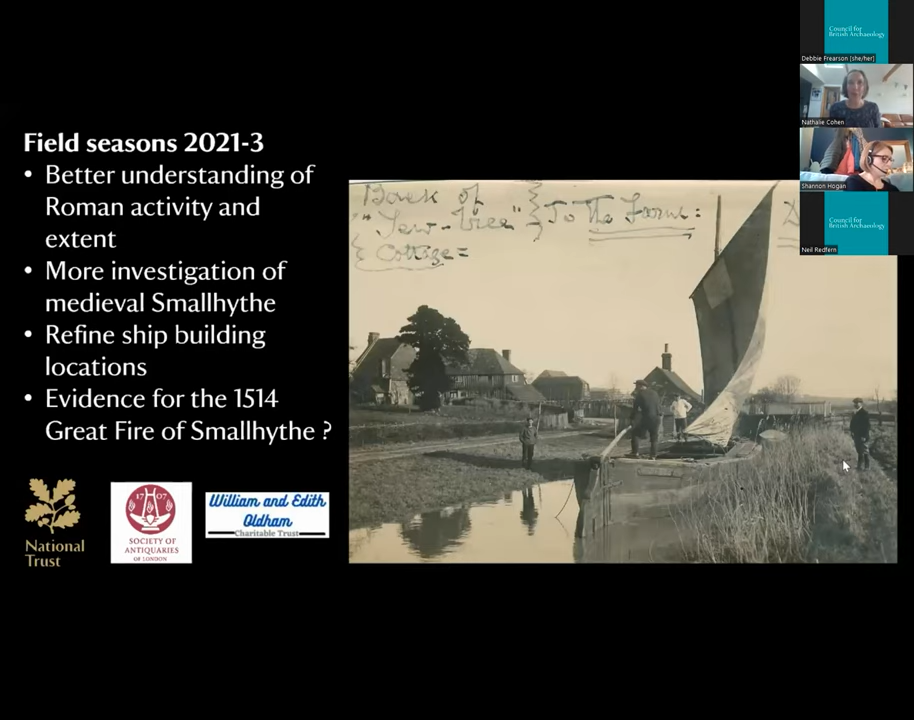 Field seasons 2021-3
• Better understanding of
Roman activity and
extent
• More investigation of
medieval Smallhythe
• Refine ship building
locations
• Evidence for the 1514
Great Fire of Smallhythe ?
National
Trust
1707
SOCIETY OF
ANTIQUARIES
OF LONDON
William and Edith
Oldham
Charitable Trust
of
To The Farm:
Cottage=
Council for
British Archaeology
Debbie Frearson [she/her]
Nathalie Cohen
Shannon Hogan
Council for
British Archaeology
Neil Redfern